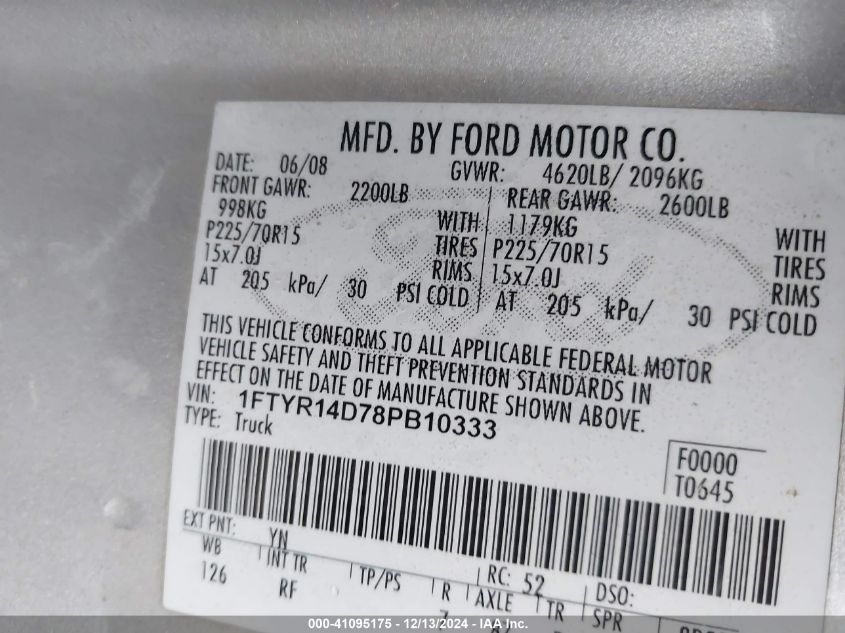 MFD. BY FORD MOTOR CO.
DATE: 06/08 GVWR: 4620LB/ 2096KG
FRONT GAWR: 2200LB REAR GAWR: 2600LB
998KG WITH 1179KG WITH
P225/70R15 TIRES P225/70R15 TIRES
15x7.0J RIMS 15x7.0J RIMS
AT 205 kPa/ 30 PSI COLD AT 205 kPa/ 30 PSI COLD
THIS VEHICLE CONFORMS TO ALL APPLICABLE FEDERAL MOTOR
VEHICLE SAFETY AND THEFT PREVENTION STANDARDS IN
EFFECT ON THE DATE OF MANUFACTURE SHOWN ABOVE.
VIN: 1FTYR14D78PB10333
TYPE: Truck
F0000
T0645
EXT PNT: YN RC: 52 DSO:
WB INT TR TP/PS R AXLE TR SPR
126 RF
Ford
000-41095175 - 12/13/2024 - IAA Inc.